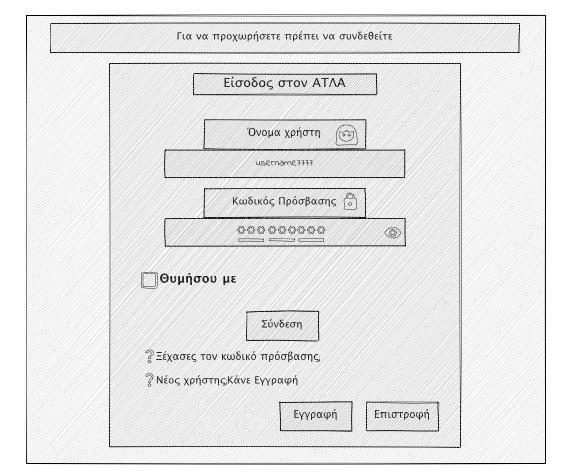 Για να προχωρήσετε πρέπει να συνδεθείτε
Είσοδος στον ΑΤΛΑ
Όνομα χρήστη
username7777
Κωδικός Πρόσβασης
Θυμήσου με
Σύνδεση
Ξέχασες τον κωδικό πρόσβασης;
Νέος χρήστης;Κάνε Εγγραφή
Εγγραφή
Επιστροφή